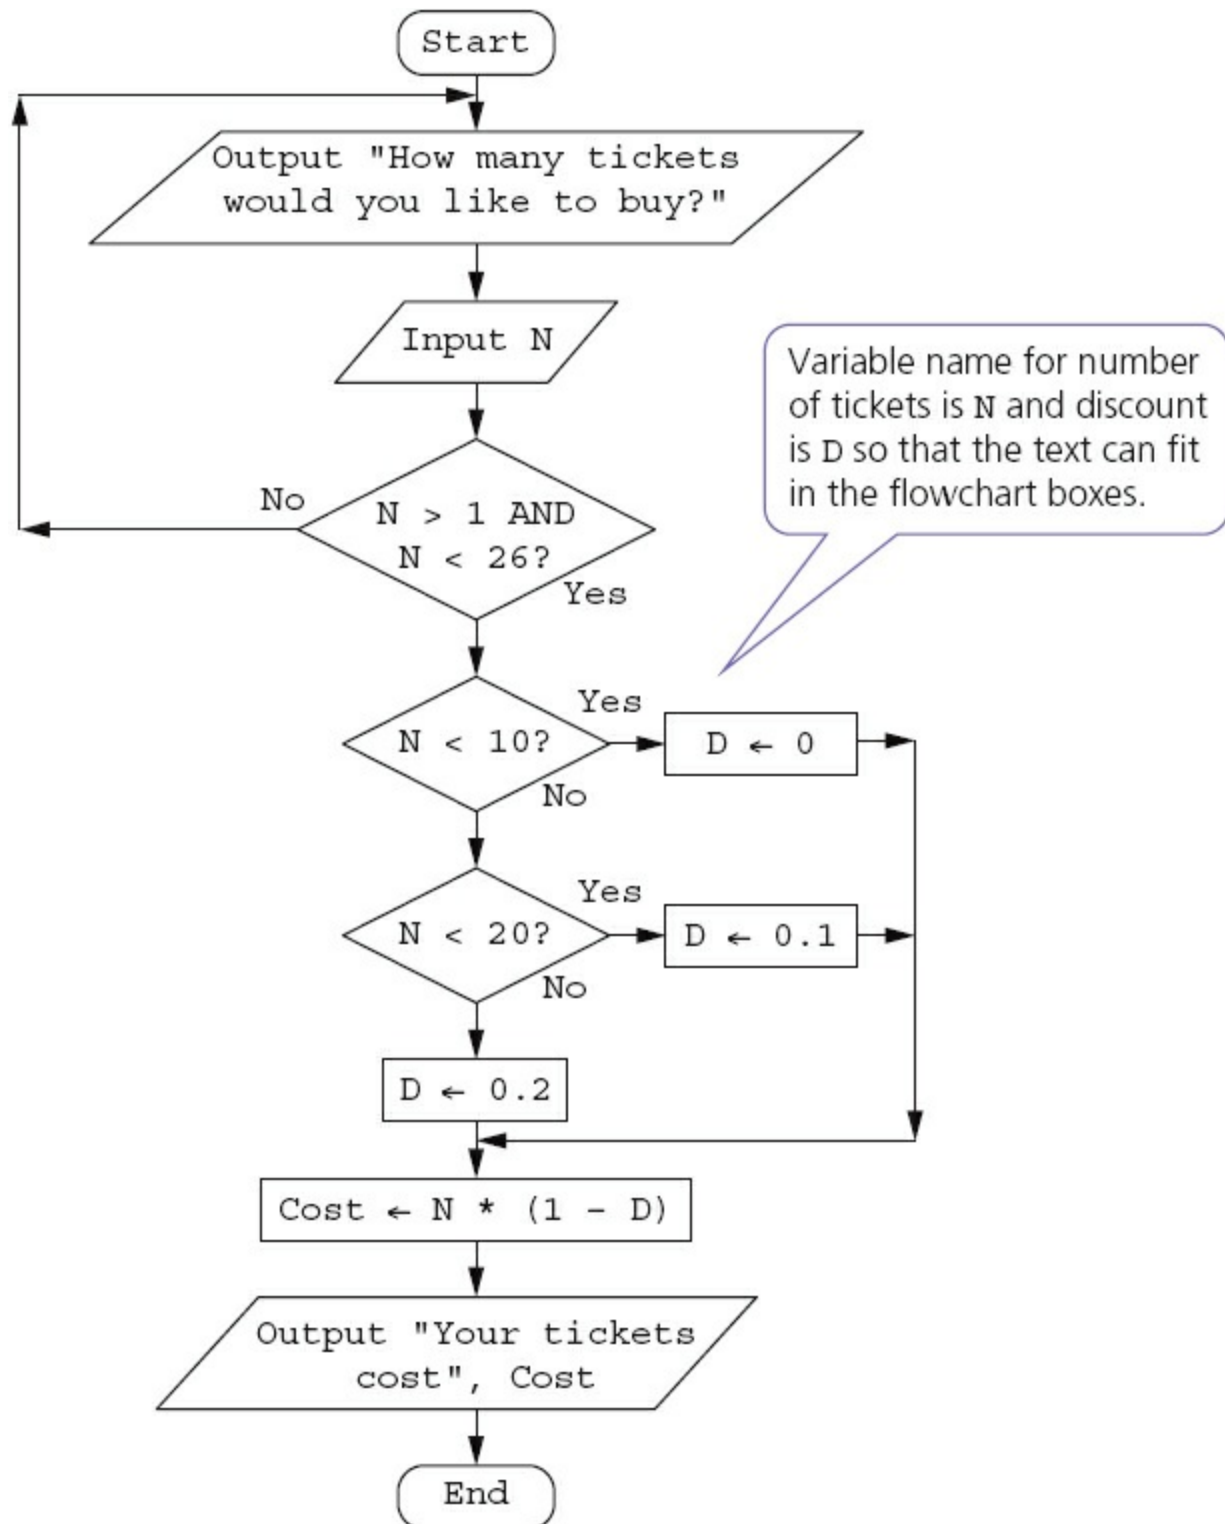 Start
Output "How many tickets
would you like to buy?"
Input N
Variable name for number
of tickets is N and discount
is D so that the text can fit
in the flowchart boxes.
No
N > 1 AND
N < 26?
Yes
N < 10?
Yes
D ← 0
No
N < 20?
Yes
D ← 0.1
No
D ← 0.2
Cost ← N * (1 - D)
Output "Your tickets
cost", Cost
End